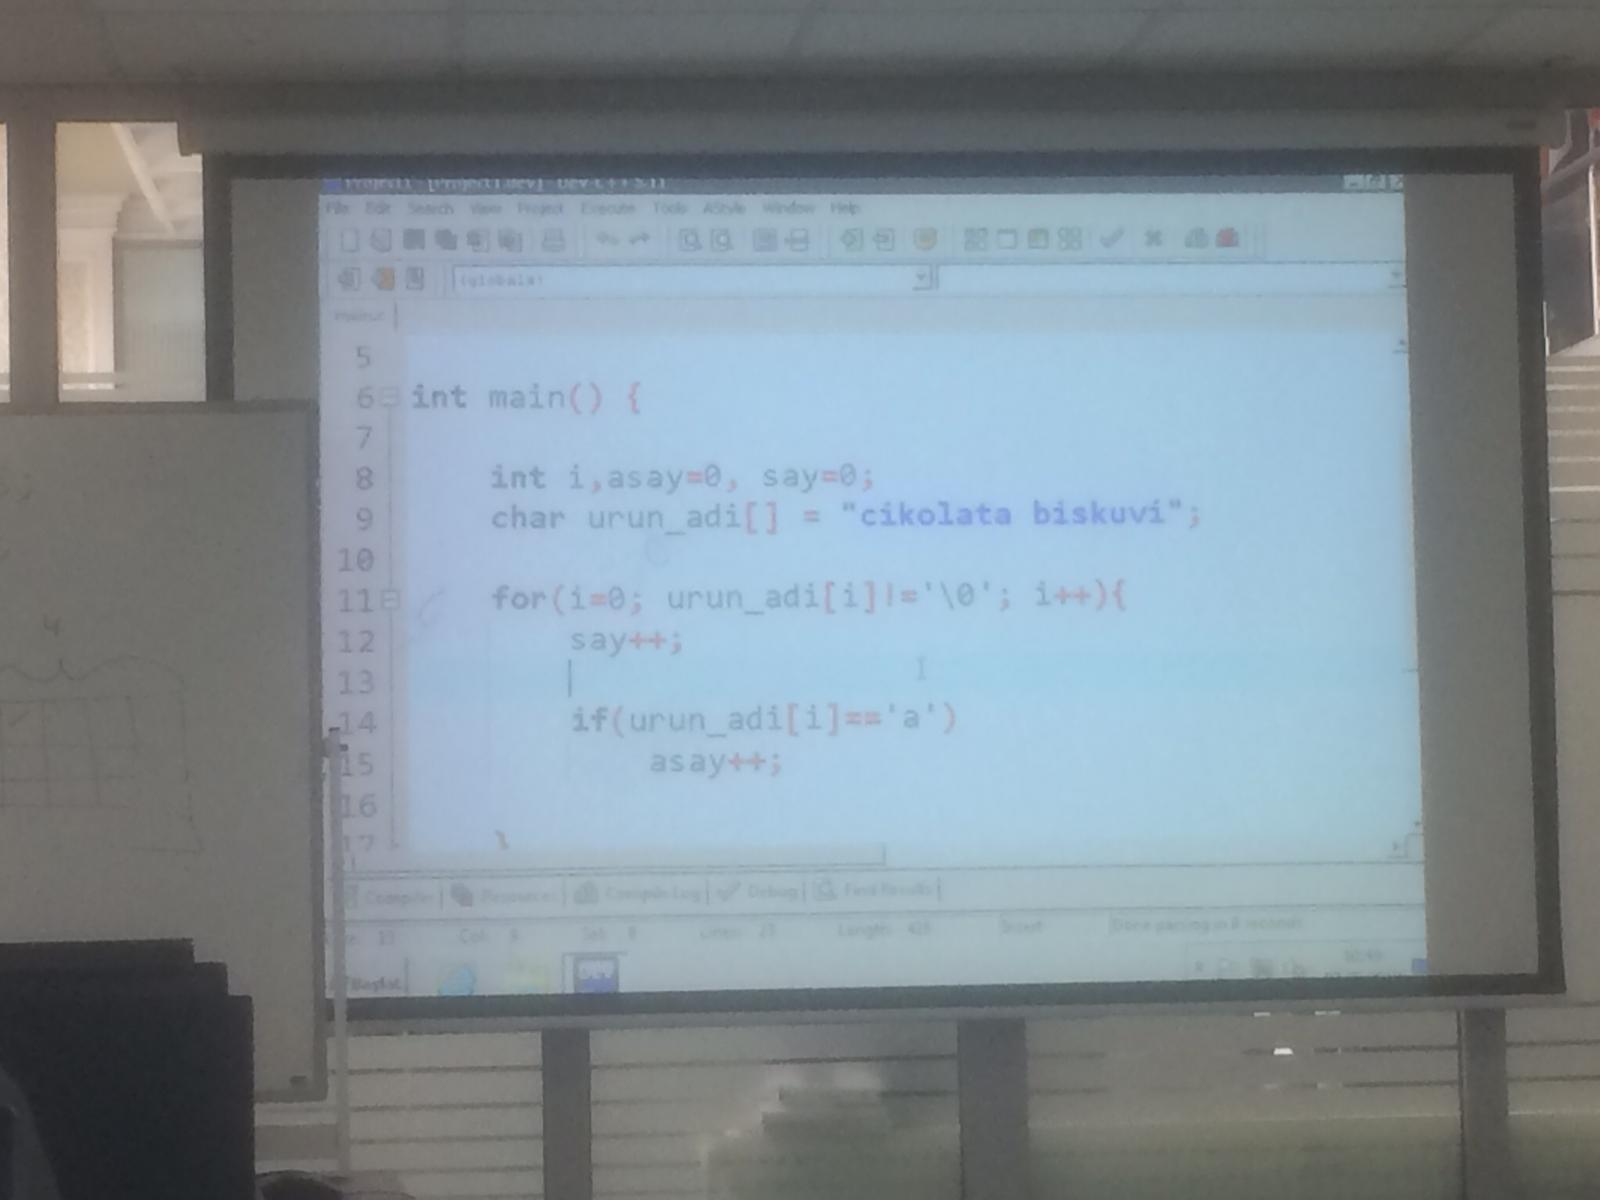 Project1 - [Project1.dev] - Dev-C++ 5.11
File Edit Search View Project Execute Tools AStyle Window Help
(globals)
5
6 int main() {
7
8 int i,asay=0, say=0;
9 char urun_adi[] = "cikolata biskuvi";
10
11 for(i=0; urun_adi[i]!='\0'; i++){
12 say++;
13
14 if(urun_adi[i]=='a')
15 asay++;
16
17 }
Compiler Resources Compile Log Debug Find Results
Col: 9 Sel: 0 Lines: 23 Length: 428 Insert Done parsing in 0 seconds
Başlat DEV
4